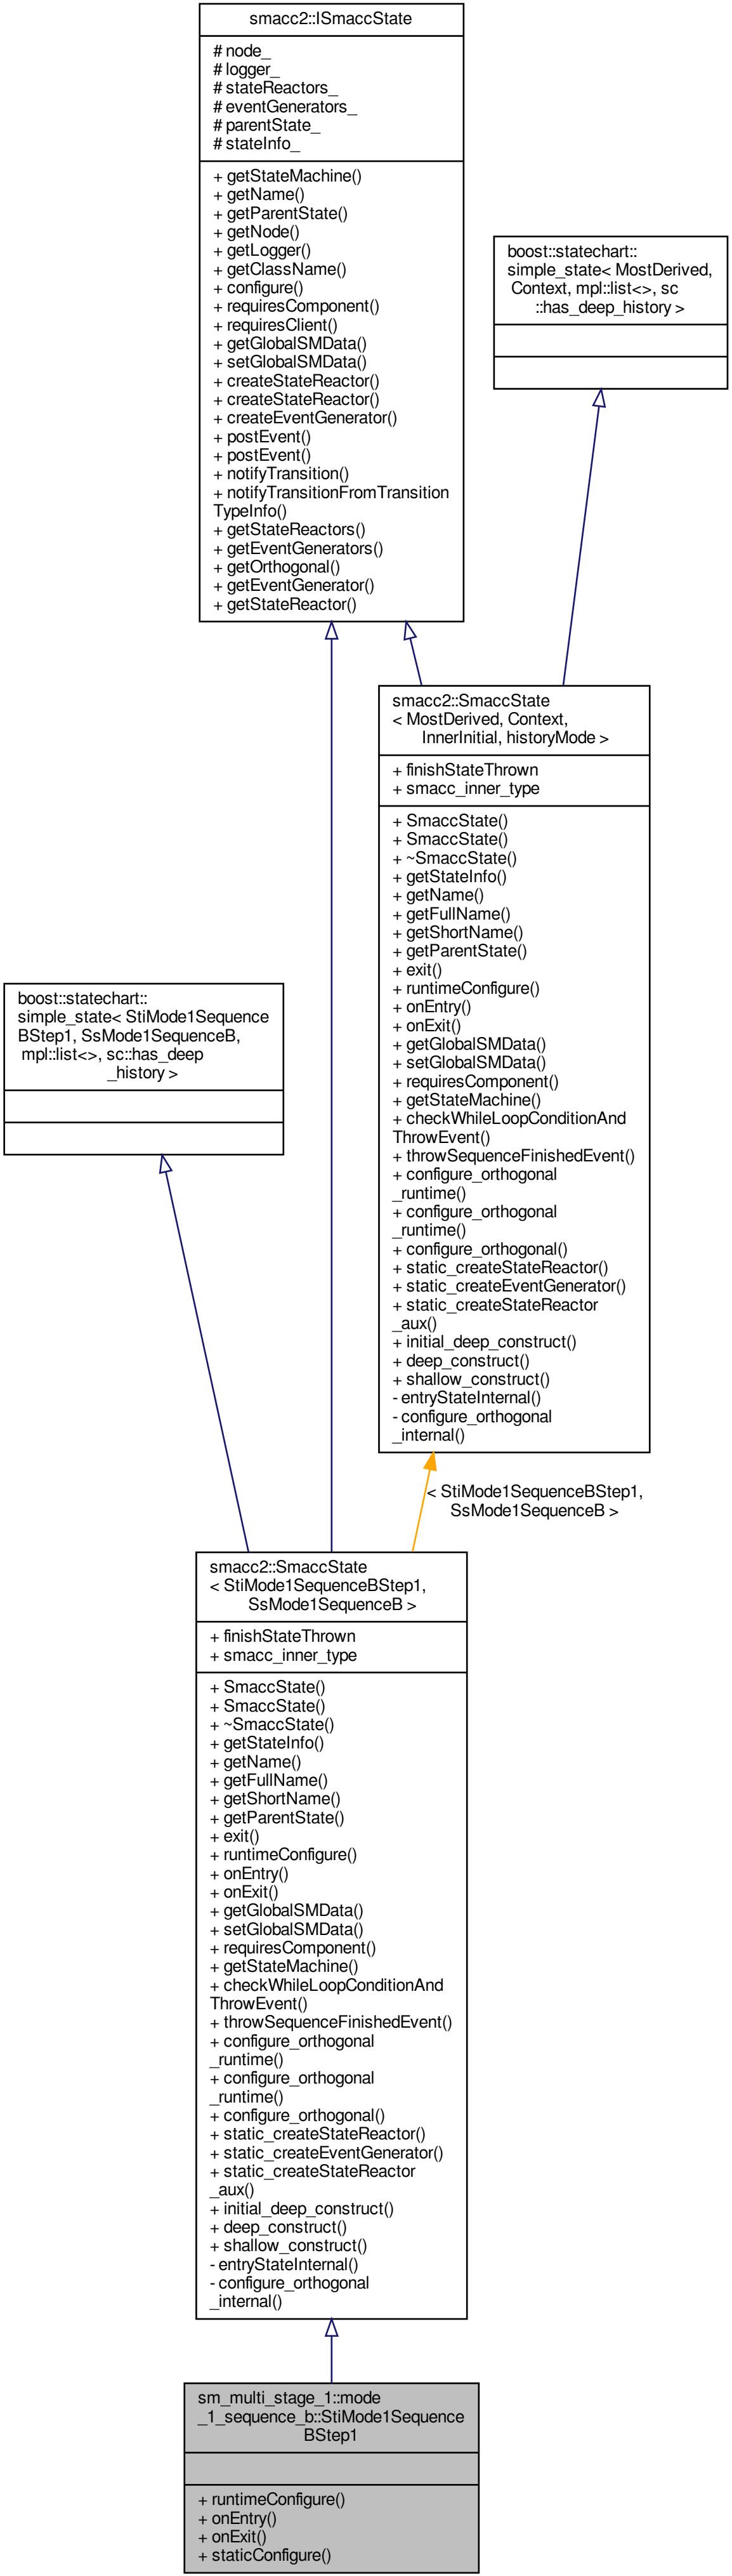 smacc2::ISmaccState
# node_
# logger_
# stateReactors_
# eventGenerators_
# parentState_
# stateInfo_
+ getStateMachine()
+ getName()
+ getParentState()
+ getNode()
+ getLogger()
+ getClassName()
+ configure()
+ requiresComponent()
+ requiresClient()
+ getGlobalSMData()
+ setGlobalSMData()
+ createStateReactor()
+ createStateReactor()
+ createEventGenerator()
+ postEvent()
+ postEvent()
+ notifyTransition()
+ notifyTransitionFromTransition
TypeInfo()
+ getStateReactors()
+ getEventGenerators()
+ getOrthogonal()
+ getEventGenerator()
+ getStateReactor()
boost::statechart::
simple_state< MostDerived,
Context, mpl::list<>, sc
::has_deep_history >
smacc2::SmaccState
< MostDerived, Context,
InnerInitial, historyMode >
+ finishStateThrown
+ smacc_inner_type
+ SmaccState()
+ SmaccState()
+ ~SmaccState()
+ getStateInfo()
+ getName()
+ getFullName()
+ getShortName()
+ getParentState()
+ exit()
+ runtimeConfigure()
+ onEntry()
+ onExit()
+ getGlobalSMData()
+ setGlobalSMData()
+ requiresComponent()
+ getStateMachine()
+ checkWhileLoopConditionAnd
ThrowEvent()
+ throwSequenceFinishedEvent()
+ configure_orthogonal
_runtime()
+ configure_orthogonal
_runtime()
+ configure_orthogonal()
+ static_createStateReactor()
+ static_createEventGenerator()
+ static_createStateReactor
_aux()
+ initial_deep_construct()
+ deep_construct()
+ shallow_construct()
- entryStateInternal()
- configure_orthogonal
_internal()
boost::statechart::
simple_state< StiMode1Sequence
BStep1, SsMode1SequenceB,
mpl::list<>, sc::has_deep
_history >
< StiMode1SequenceBStep1,
SsMode1SequenceB >
smacc2::SmaccState
< StiMode1SequenceBStep1,
SsMode1SequenceB >
+ finishStateThrown
+ smacc_inner_type
+ SmaccState()
+ SmaccState()
+ ~SmaccState()
+ getStateInfo()
+ getName()
+ getFullName()
+ getShortName()
+ getParentState()
+ exit()
+ runtimeConfigure()
+ onEntry()
+ onExit()
+ getGlobalSMData()
+ setGlobalSMData()
+ requiresComponent()
+ getStateMachine()
+ checkWhileLoopConditionAnd
ThrowEvent()
+ throwSequenceFinishedEvent()
+ configure_orthogonal
_runtime()
+ configure_orthogonal
_runtime()
+ configure_orthogonal()
+ static_createStateReactor()
+ static_createEventGenerator()
+ static_createStateReactor
_aux()
+ initial_deep_construct()
+ deep_construct()
+ shallow_construct()
- entryStateInternal()
- configure_orthogonal
_internal()
sm_multi_stage_1::mode
_1_sequence_b::StiMode1Sequence
BStep1
+ runtimeConfigure()
+ onEntry()
+ onExit()
+ staticConfigure()